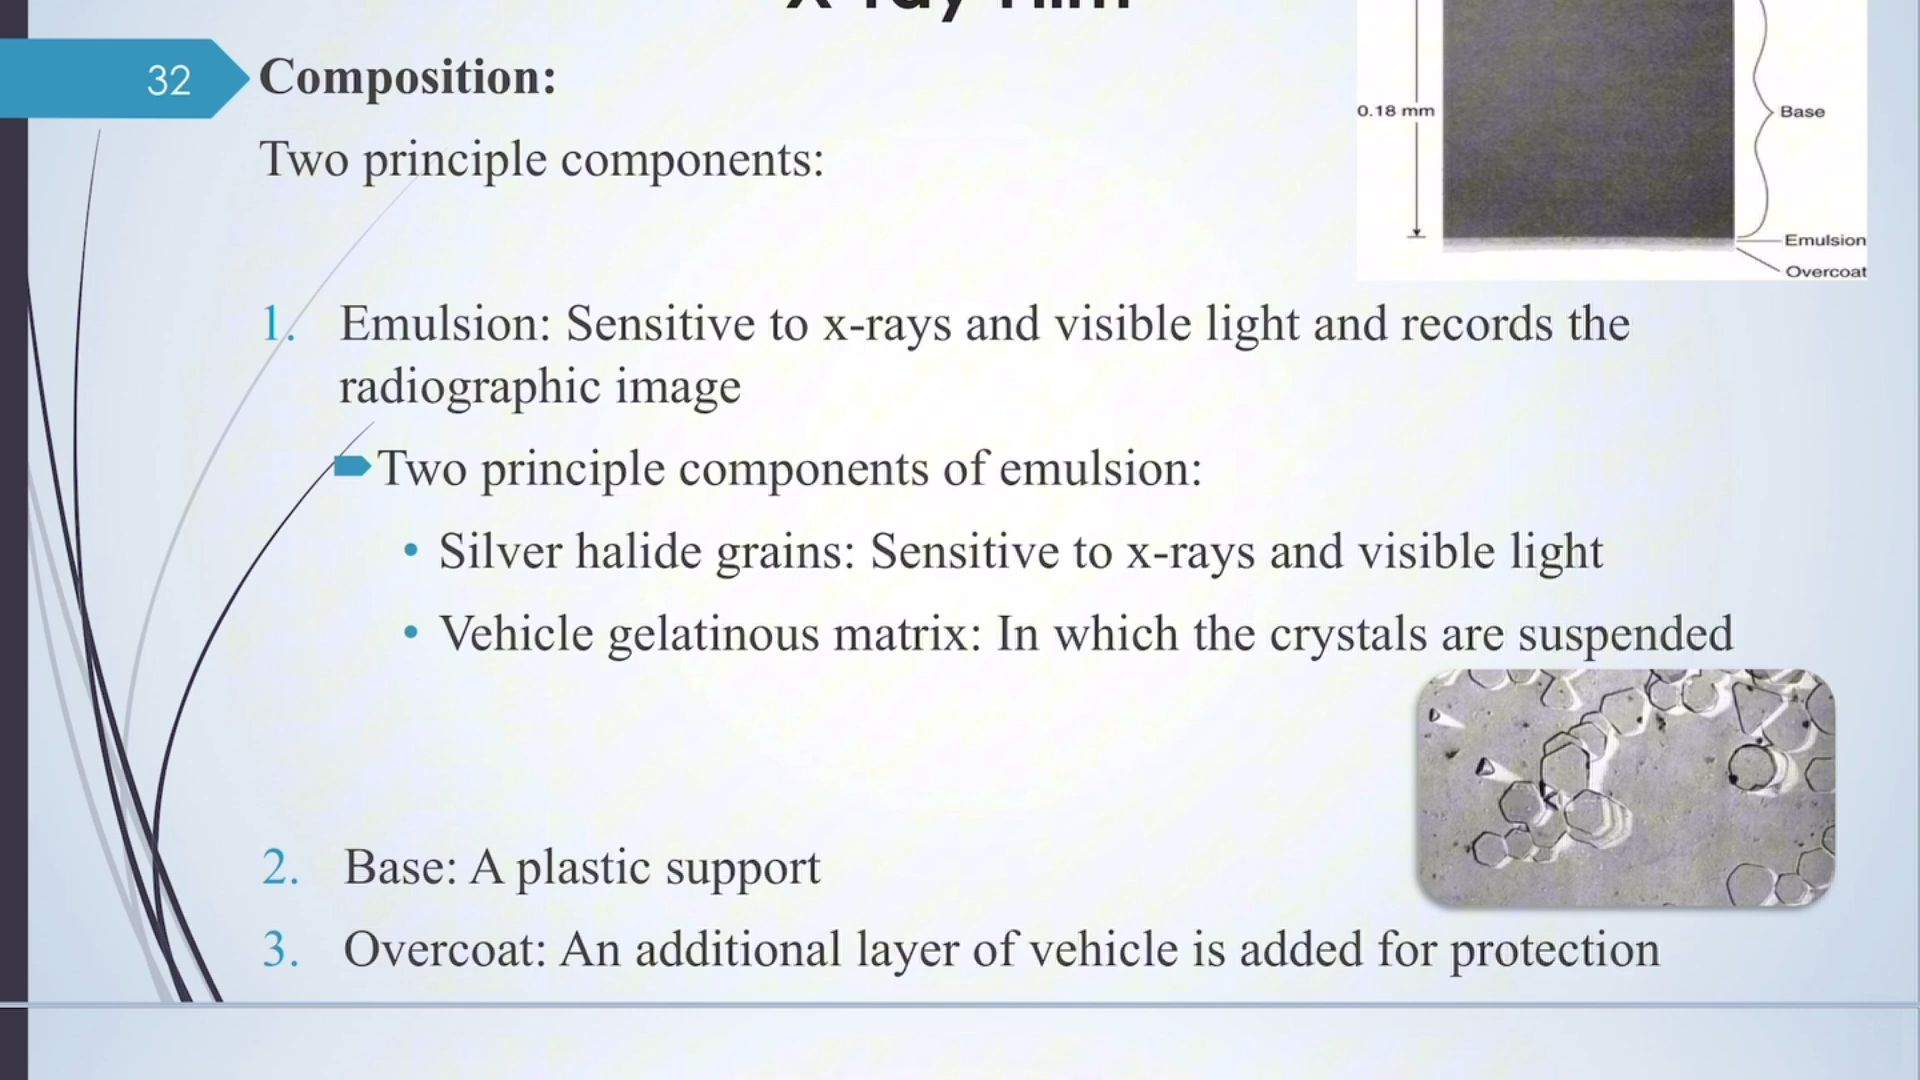 X-ray Film
32
Composition:
Two principle components:
0.18 mm
Base
Emulsion
Overcoat
1. Emulsion: Sensitive to x-rays and visible light and records the
radiographic image
Two principle components of emulsion:
• Silver halide grains: Sensitive to x-rays and visible light
• Vehicle gelatinous matrix: In which the crystals are suspended
2. Base: A plastic support
3. Overcoat: An additional layer of vehicle is added for protection